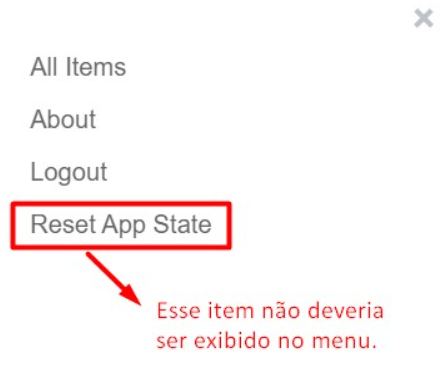 All Items
About
Logout
Reset App State
Esse item não deveria
ser exibido no menu.